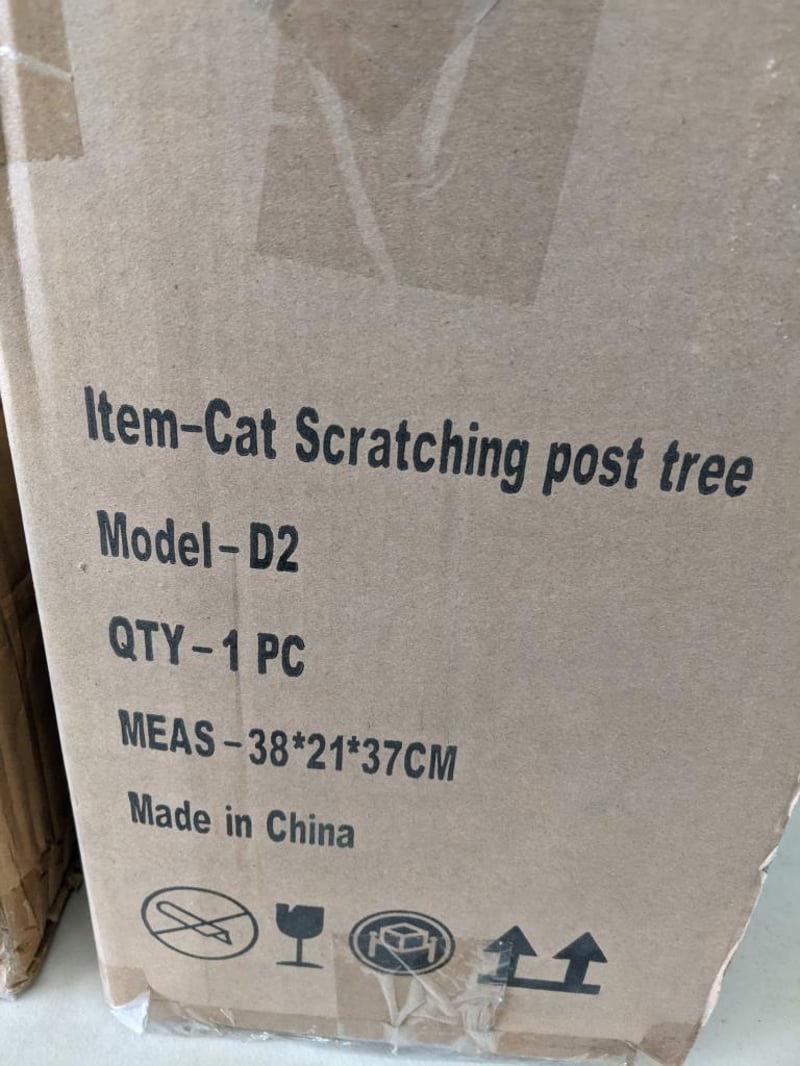 Item-Cat Scratching post tree
Model-D2
QTY-1 PC
MEAS-38*21*37CM
Made in China